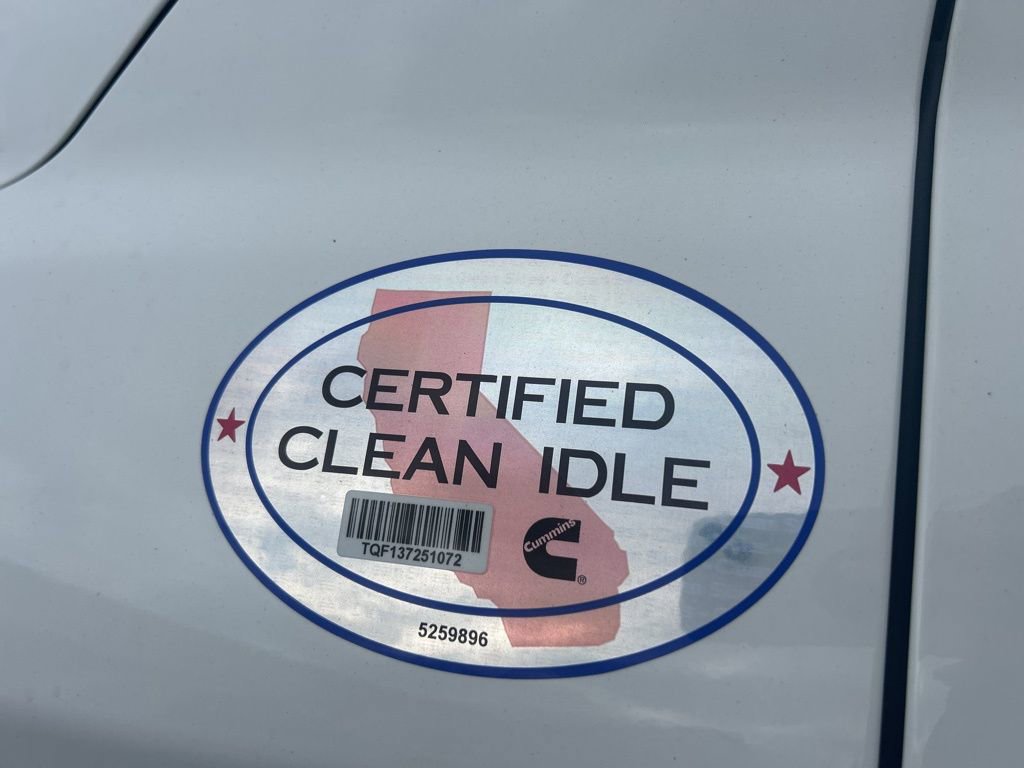 CERTIFIED
CLEAN IDLE
TQF137251072
Cummins
®
5259896